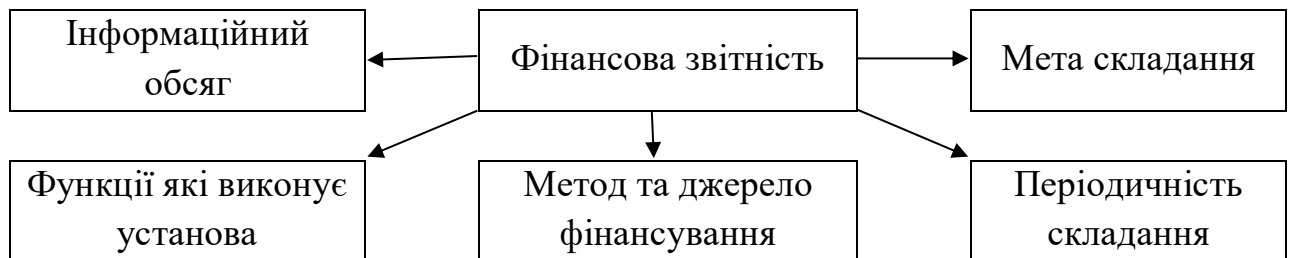 Інформаційний
обсяг
Фінансова звітність
Мета складання
Функції які виконує
установа
Метод та джерело
фінансування
Періодичність
складання